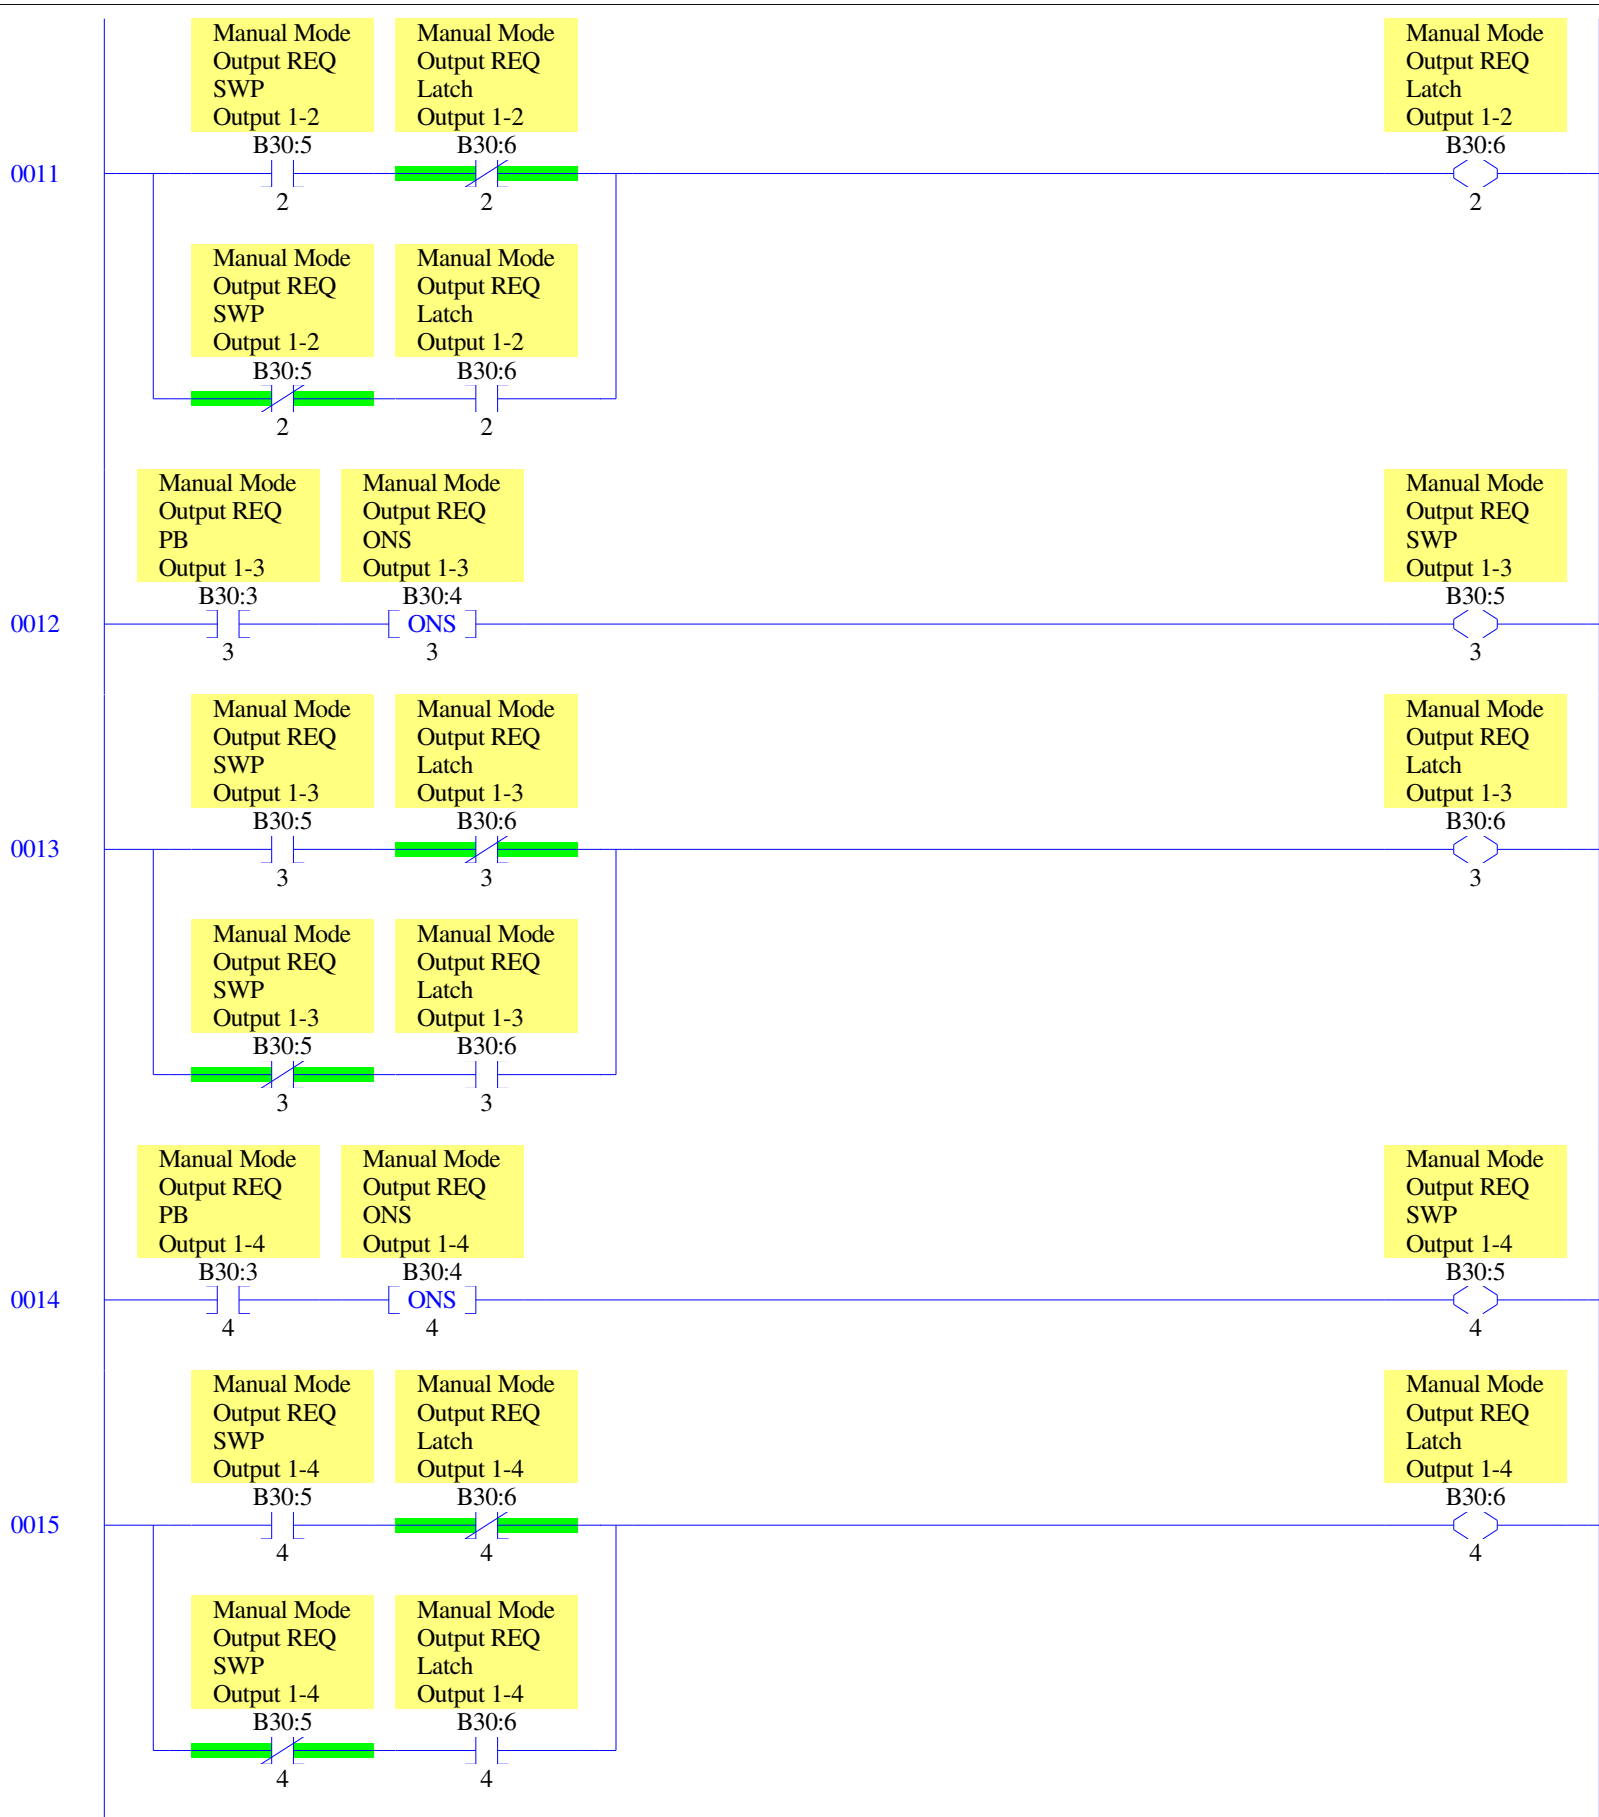 Manual Mode
Output REQ
SWP
Output 1-2
B30:5
2
Manual Mode
Output REQ
Latch
Output 1-2
B30:6
2
Manual Mode
Output REQ
Latch
Output 1-2
B30:6
2
0011
Manual Mode
Output REQ
SWP
Output 1-2
B30:5
2
Manual Mode
Output REQ
Latch
Output 1-2
B30:6
2
Manual Mode
Output REQ
PB
Output 1-3
B30:3
3
Manual Mode
Output REQ
ONS
Output 1-3
B30:4
ONS
3
Manual Mode
Output REQ
SWP
Output 1-3
B30:5
3
0012
Manual Mode
Output REQ
SWP
Output 1-3
B30:5
3
Manual Mode
Output REQ
Latch
Output 1-3
B30:6
3
Manual Mode
Output REQ
Latch
Output 1-3
B30:6
3
0013
Manual Mode
Output REQ
SWP
Output 1-3
B30:5
3
Manual Mode
Output REQ
Latch
Output 1-3
B30:6
3
Manual Mode
Output REQ
PB
Output 1-4
B30:3
4
Manual Mode
Output REQ
ONS
Output 1-4
B30:4
ONS
4
Manual Mode
Output REQ
SWP
Output 1-4
B30:5
4
0014
Manual Mode
Output REQ
SWP
Output 1-4
B30:5
4
Manual Mode
Output REQ
Latch
Output 1-4
B30:6
4
Manual Mode
Output REQ
Latch
Output 1-4
B30:6
4
0015
Manual Mode
Output REQ
SWP
Output 1-4
B30:5
4
Manual Mode
Output REQ
Latch
Output 1-4
B30:6
4